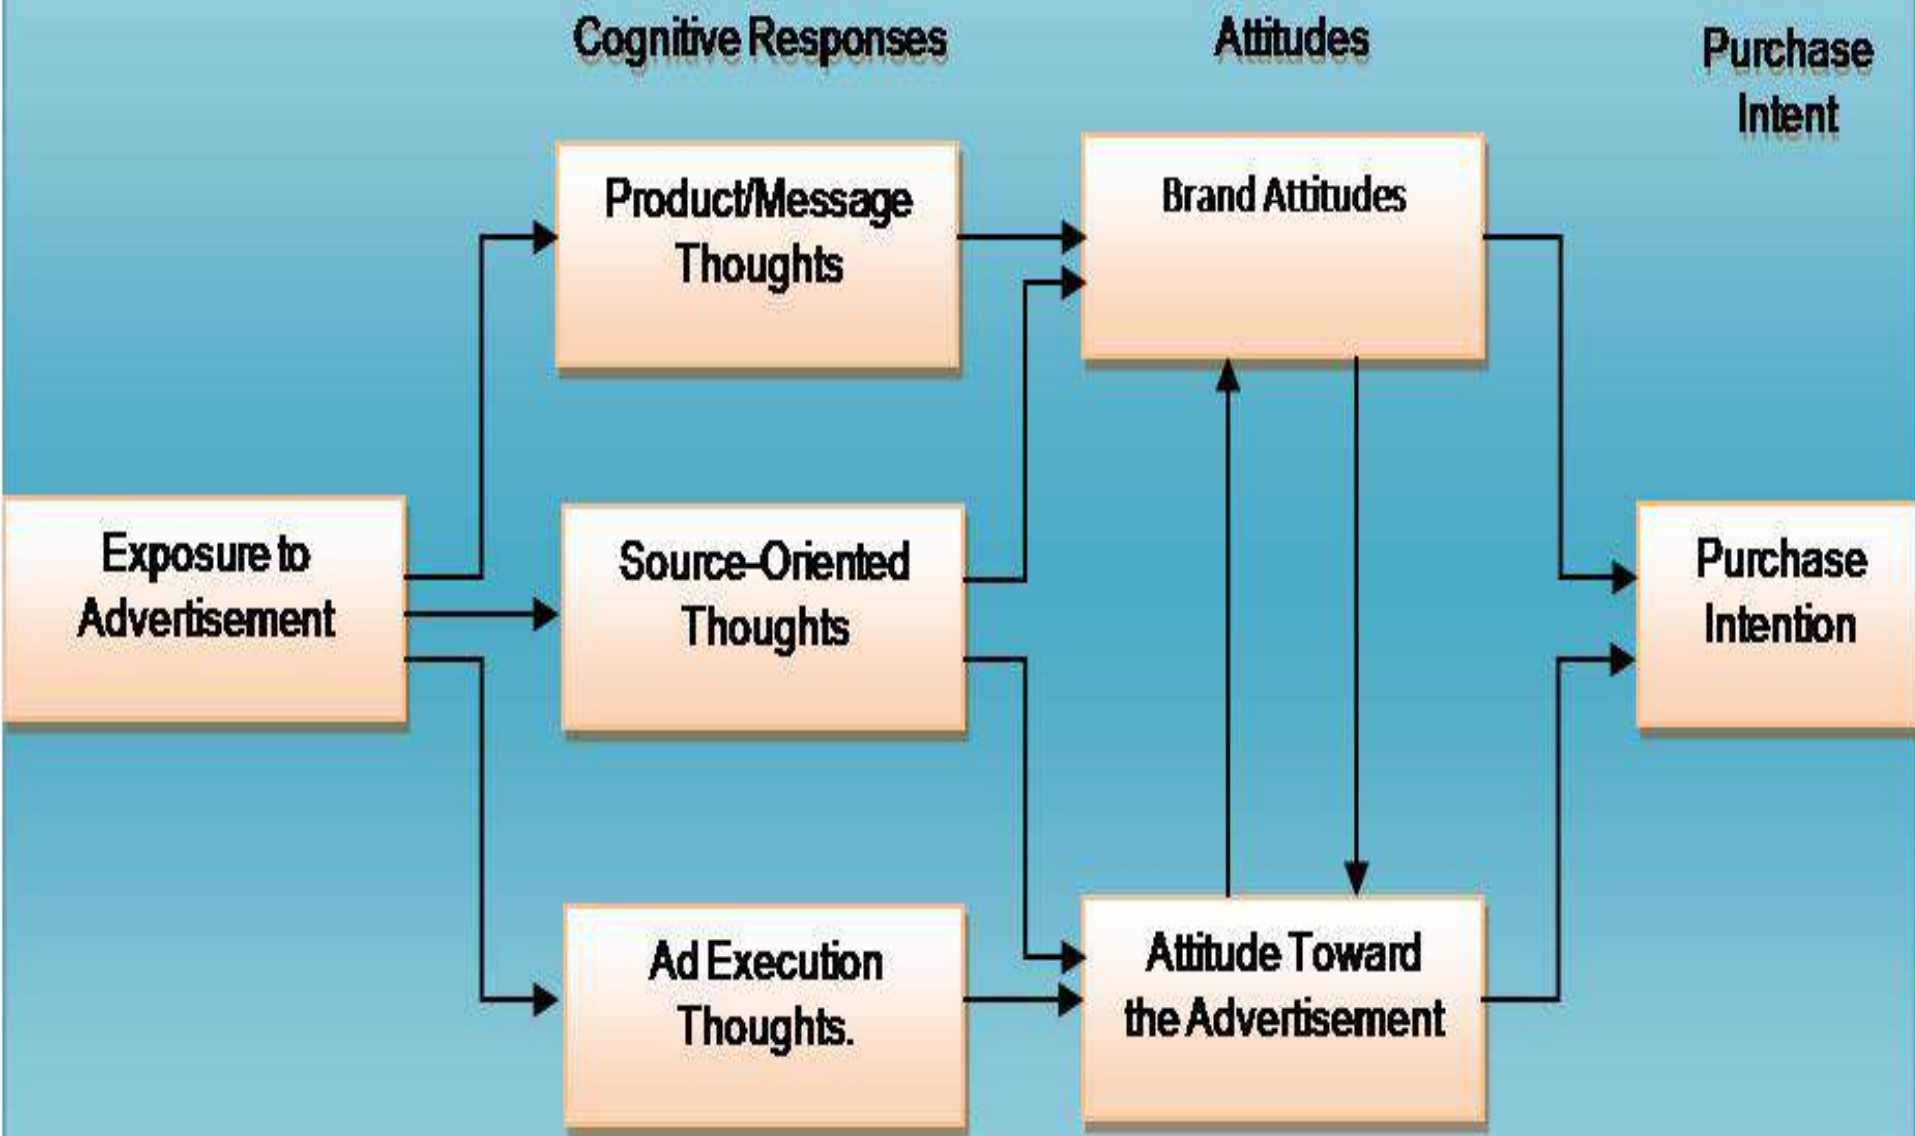 Cognitive Responses
Attitudes
Purchase
Intent
Product/Message
Thoughts
Brand Attitudes
Exposure to
Advertisement
Source-Oriented
Thoughts
Purchase
Intention
Ad Execution
Thoughts.
Attitude Toward
the Advertisement